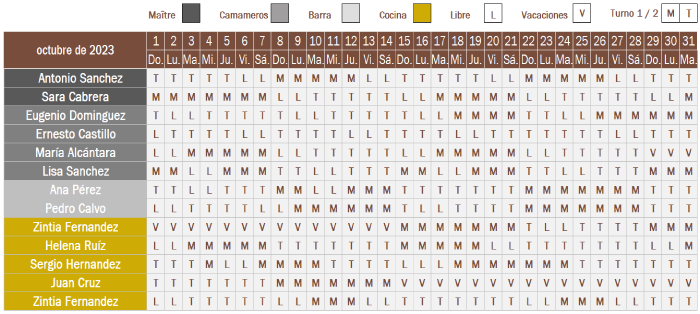 Maître Camareros Barra Cocina Libre L Vacaciones V Turno 1 / 2 M T
octubre de 2023 1 2 3 4 5 6 7 8 9 10 11 12 13 14 15 16 17 18 19 20 21 22 23 24 25 26 27 28 29 30 31
Do. Lu. Ma. Mi. Ju. Vi. Sá. Do. Lu. Ma. Mi. Ju. Vi. Sá. Do. Lu. Ma. Mi. Ju. Vi. Sá. Do. Lu. Ma. Mi. Ju. Vi. Sá. Do. Lu. Ma.
Antonio Sanchez T T T T T L L M M M M M L L T T T T T L L M M M M M L L T T T
Sara Cabrera M M M M M M M L L T T T T T L L M M M M M L L T T T T T L L M
Eugenio Dominguez T L L T T T T T L L T T T T L L M M M M M T T L L M M M M M M
Ernesto Castillo L T T T T L L T T T T L L T T T T L L T T T T T T T L L T T T
María Alcántara L L M M M M M L L T T T T T L L M M M M M L L T T T T T V V V
Lisa Sanchez M M L L M M M T T L L T T T M M L L M M M M T T L L T T M M M
Ana Pérez T T L L T T T M M L L M M M T T T T T T T M M M M M M M T T T
Pedro Calvo L L T T T T L L M M M M M M T L L T T T T M M M M M M M T T T
Zintia Fernandez V V V V V V V V V V V V V V M M M M M M M T L L T T T T M M M
Helena Ruíz L L M M M M M T T T T T T T M M M M M L L T T T T T T T L L M
Sergio Hernandez T T T M L L M M M M T T T T L L L M M M M M M M T T T T T T T
Juan Cruz T T T T T T T M M M M M M M V V V V V V V V V V V V V V V V V
Zintia Fernandez L L T T T T T L L M M M L L T T T T T T T L L M M M L L T T T